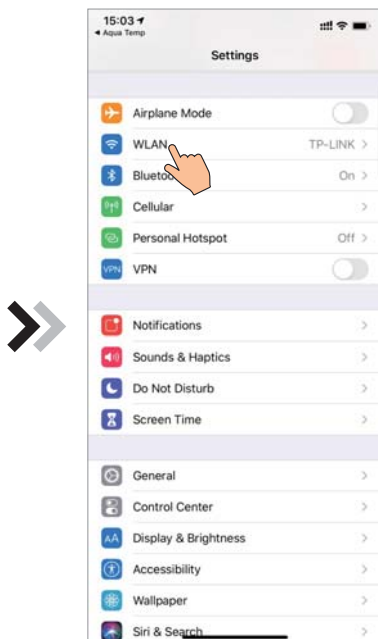 15:03
◀ Aqua Temp
Settings
Airplane Mode
WLAN TP-LINK >
Bluetoo On >
Cellular >
Personal Hotspot Off >
VPN VPN
Notifications >
Sounds & Haptics >
Do Not Disturb >
Screen Time >
General >
Control Center >
AA Display & Brightness >
Accessibility >
Wallpaper >
Siri & Search >